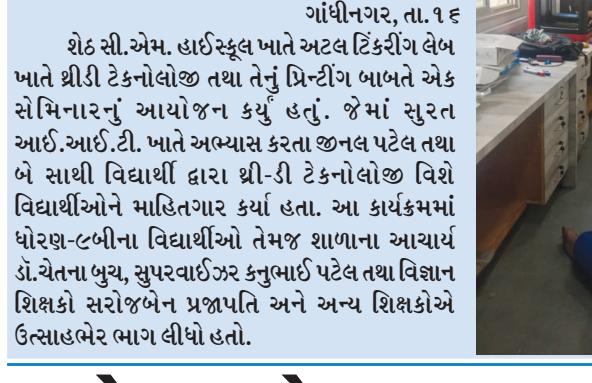 ગાંધીનગર, તા.૧૬
શેઠ સી.એમ. હાઈસ્કૂલ ખાતે અટલ ટિંકરીંગ લેબ
ખાતે થ્રીડી ટેકનોલોજી તથા તેનું પ્રિન્ટીંગ બાબતે એક
સેમિનારનું આયોજન કર્યું હતું. જેમાં સુરત
આઈ.આઈ.ટી. ખાતે અભ્યાસ કરતા જીનલ પટેલ તથા
બે સાથી વિદ્યાર્થી દ્વારા થ્રી-ડી ટેકનોલોજી વિશે
વિદ્યાર્થીઓને માહિતગાર કર્યા હતા. આ કાર્યક્રમમાં
ધોરણ-૯બીના વિદ્યાર્થીઓ તેમજ શાળાના આચાર્ય
ડૉ.ચેતના બુચ, સુપરવાઈઝર કનુભાઈ પટેલ તથા વિજ્ઞાન
શિક્ષકો સરોજબેન પ્રજાપતિ અને અન્ય શિક્ષકોએ
ઉત્સાહભેર ભાગ લીધો હતો.